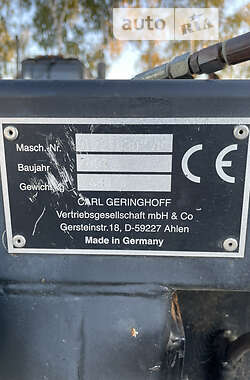 auto RIA
Masch.-Nr.
Baujahr
Gewicht kg
CE
CARL GERINGHOFF
Vertriebsgesellschaft mbH & Co
Gersteinstr.18, D-59227 Ahlen
Made in Germany